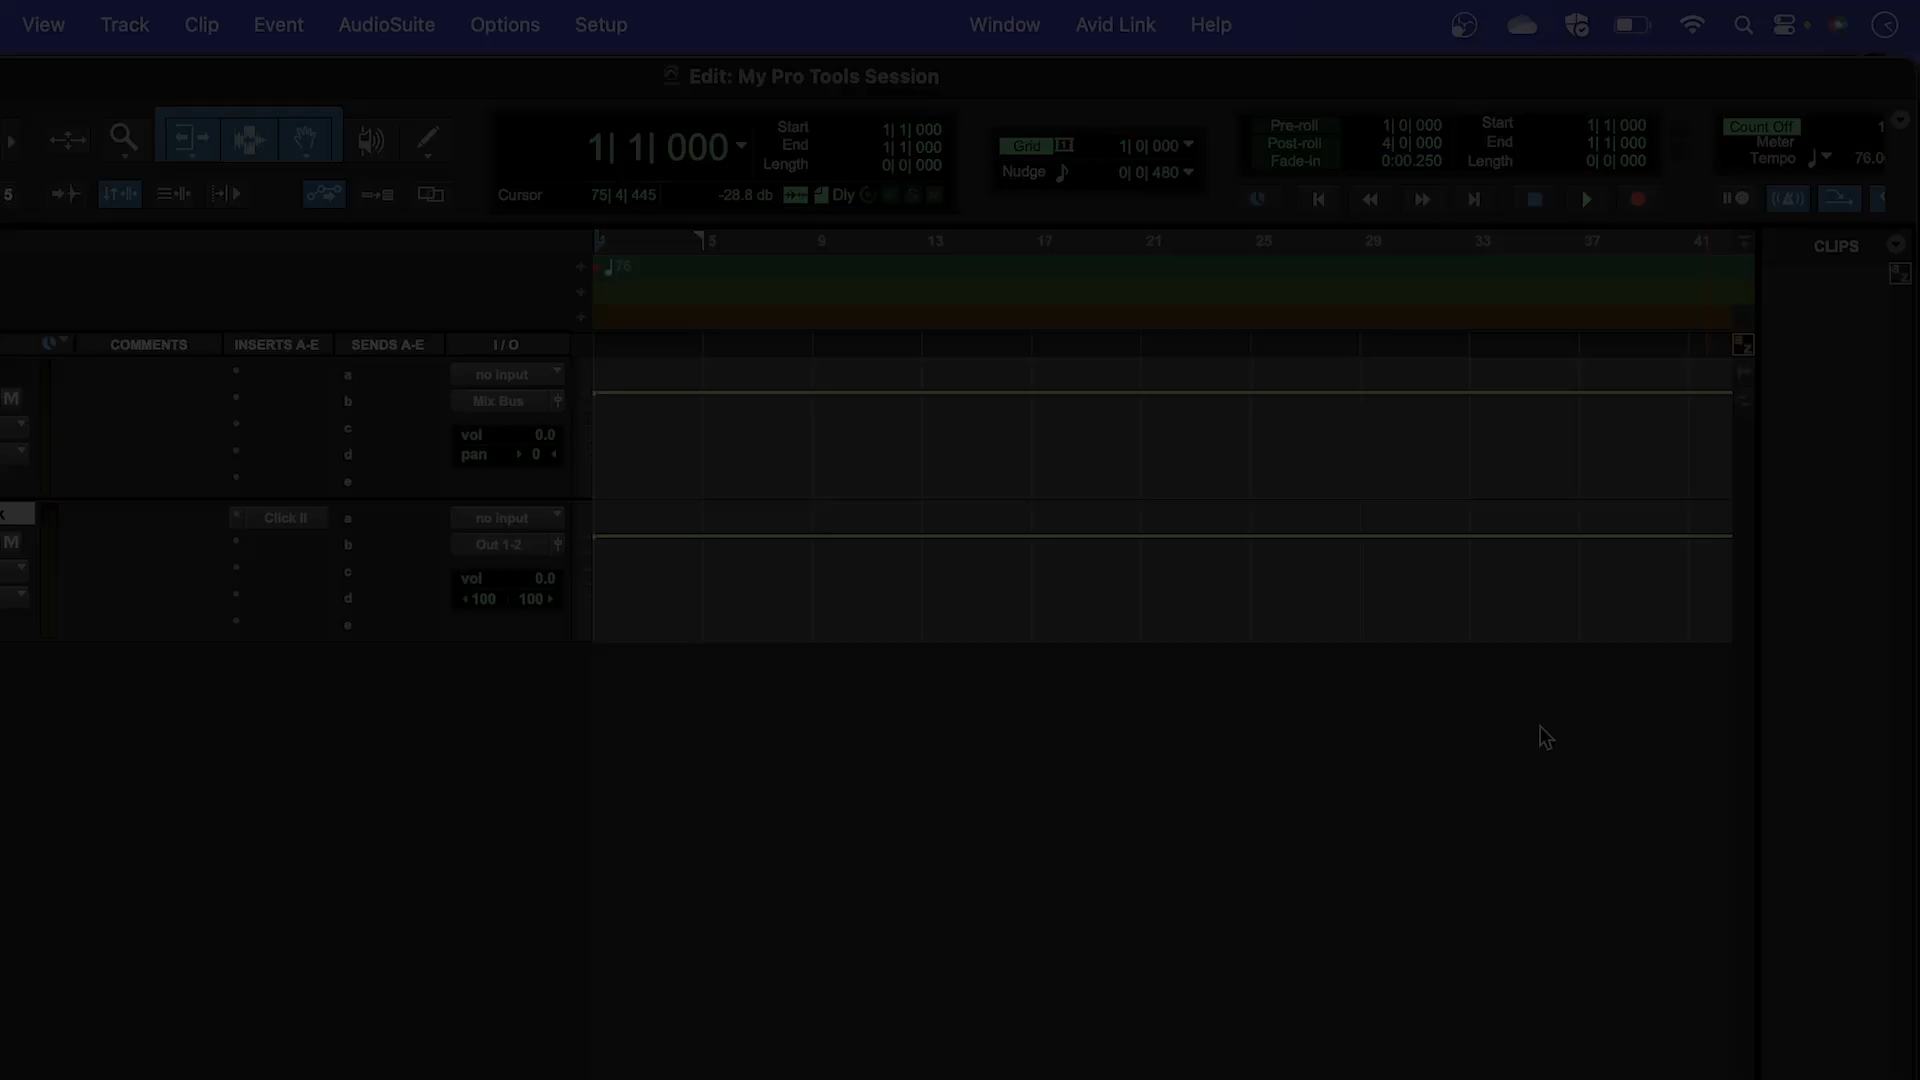 View Track Clip Event AudioSuite Options Setup Window Avid Link Help
Edit: My Pro Tools Session
1| 1| 000
Start 1| 1| 000
End 1| 1| 000
Length 0| 0| 000
Cursor 75| 4| 445 -28.8 db Dly
Grid 1| 0| 000
Nudge 0| 0| 480
Pre-roll 1| 0| 000
Post-roll 4| 0| 000
Fade-in 0:00.250
Start 1| 1| 000
End 1| 1| 000
Length 0| 0| 000
Count Off 1
Meter
Tempo 76.0
5
5 9 13 17 21 25 29 33 37 41
CLIPS
76
COMMENTS INSERTS A-E SENDS A-E I / O
a no input
M b Mix Bus
c
vol 0.0
d pan 0
e
Click II a no input
M b Out 1-2
c
vol 0.0
d 100 100
e